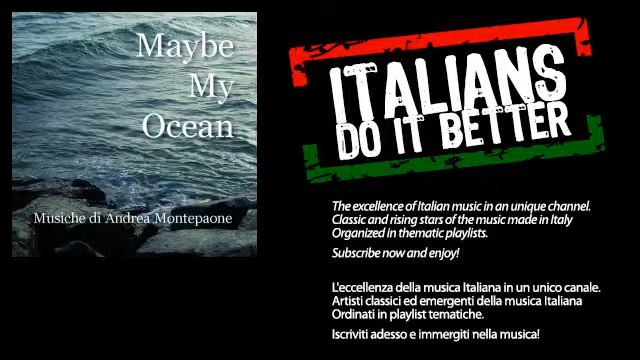 Maybe
My
Ocean
Musiche di Andrea Montepaone
ITALIANS
DO IT BETTER
The excellence of Italian music in an unique channel.
Classic and rising stars of the music made in Italy
Organized in thematic playlists.
Subscribe now and enjoy!
L'eccellenza della musica Italiana in un unico canale.
Artisti classici ed emergenti della musica Italiana
Ordinati in playlist tematiche.
Iscriviti adesso e immergiti nella musica!